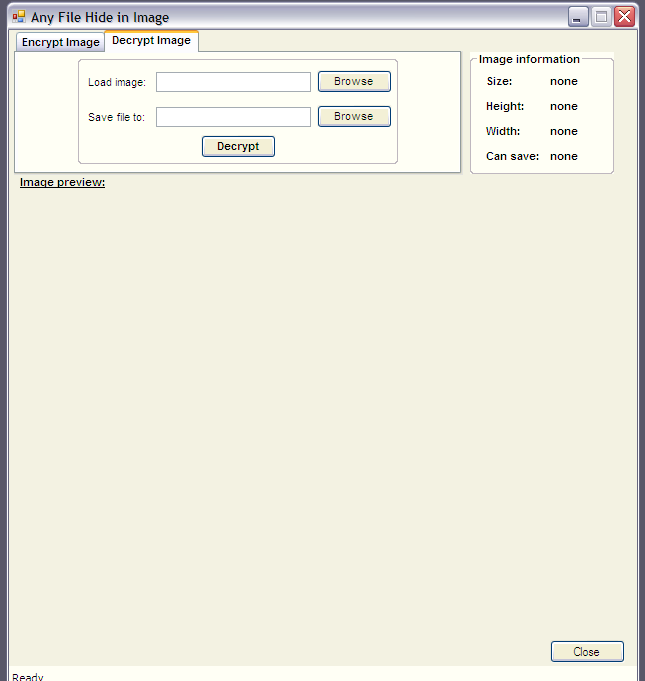 Any File Hide in Image
Encrypt Image
Decrypt Image
Load image:
Browse
Save file to:
Browse
Decrypt
Image information
Size: none
Height: none
Width: none
Can save: none
Image preview:
Close
Ready